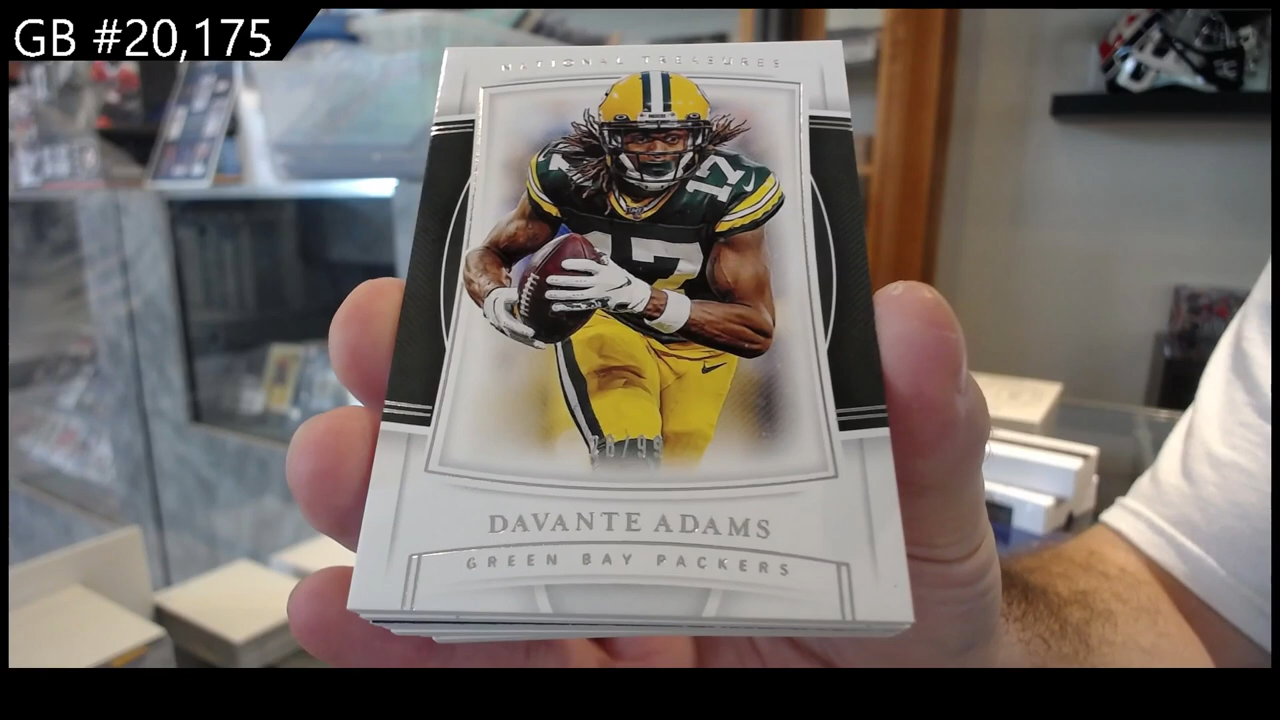 GB #20,175
NATIONAL TREASURES
17
17
DAVANTE ADAMS
GREEN BAY PACKERS